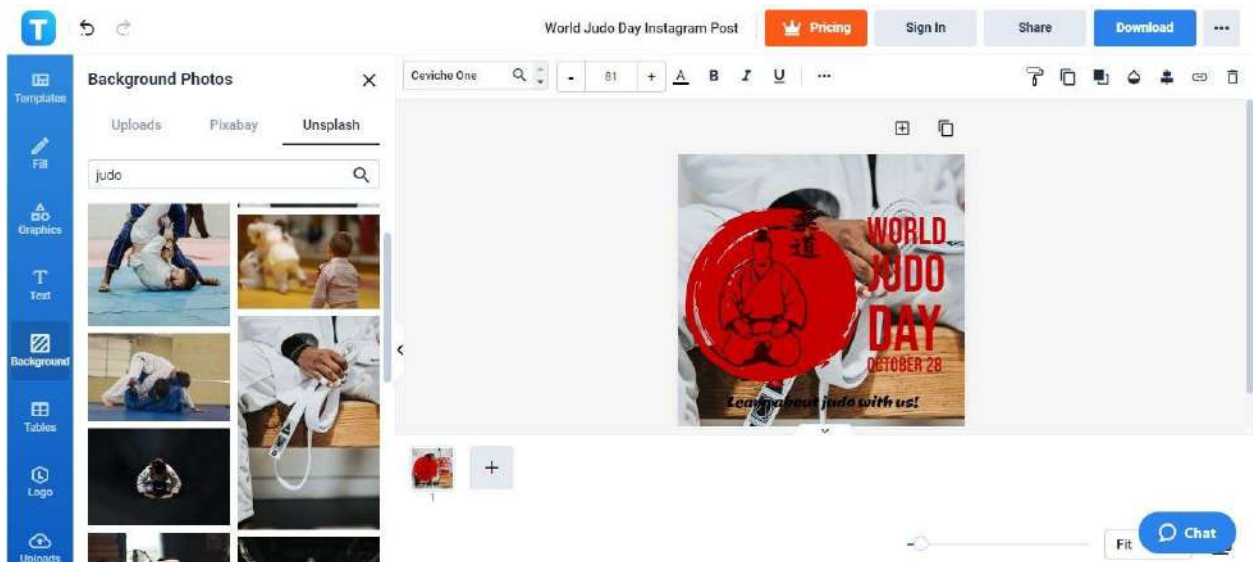 T
World Judo Day Instagram Post
Pricing
Sign In
Share
Download
Templates
Fill
Graphics
Text
Background
Tables
Logo
Uploads
Background Photos
Uploads
Pixabay
Unsplash
judo
Ceviche One
-
81
+
A
B
I
U
柔道
WORLD
JUDO
DAY
OCTOBER 28
Learn about judo with us!
1
+
Fit
Chat